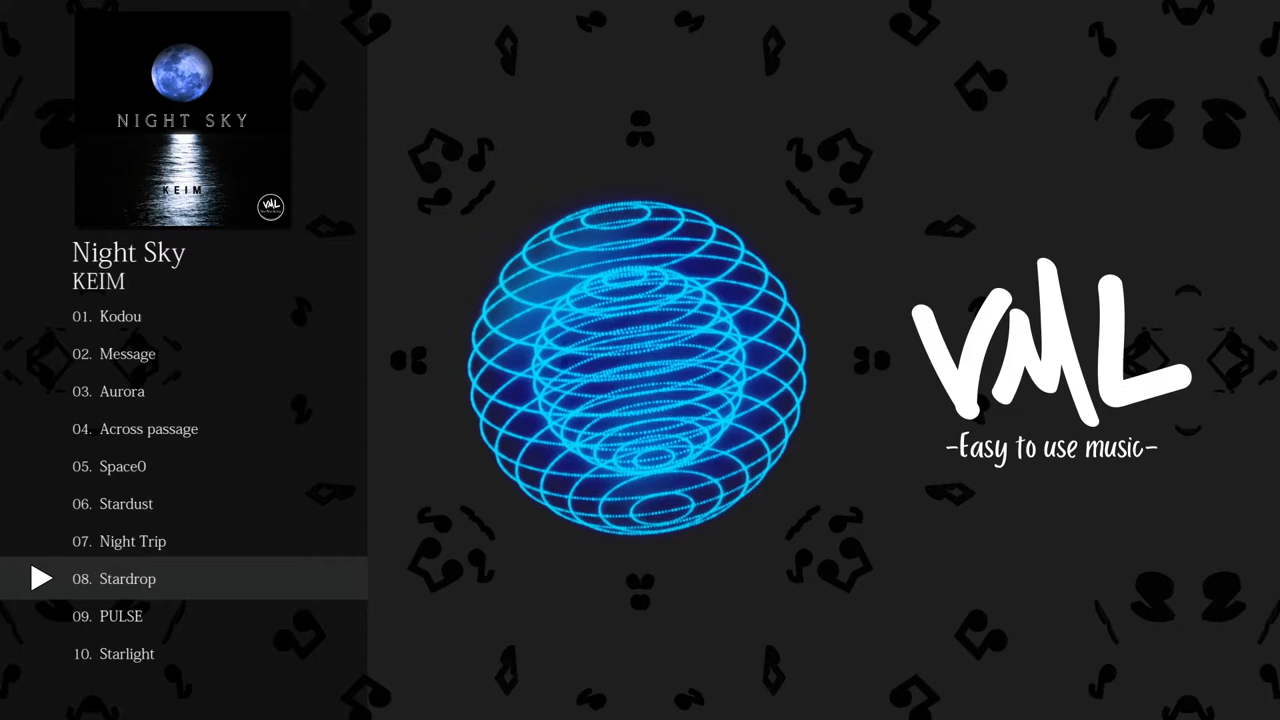 NIGHT SKY
KEIM
VML
Night Sky
KEIM
01. Kodou
02. Message
03. Aurora
04. Across passage
05. Space0
06. Stardust
07. Night Trip
08. Stardrop
09. PULSE
10. Starlight
VML
-Easy to use music-